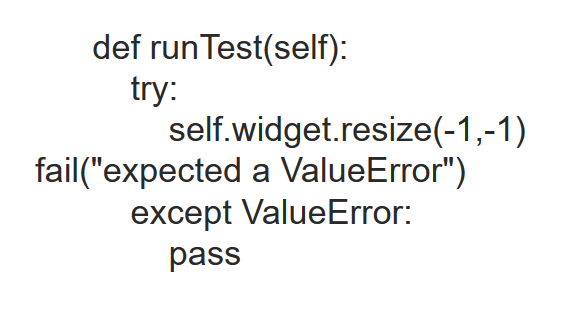 def runTest(self):
try:
self.widget.resize(-1,-1)
fail("expected a ValueError")
except ValueError:
pass